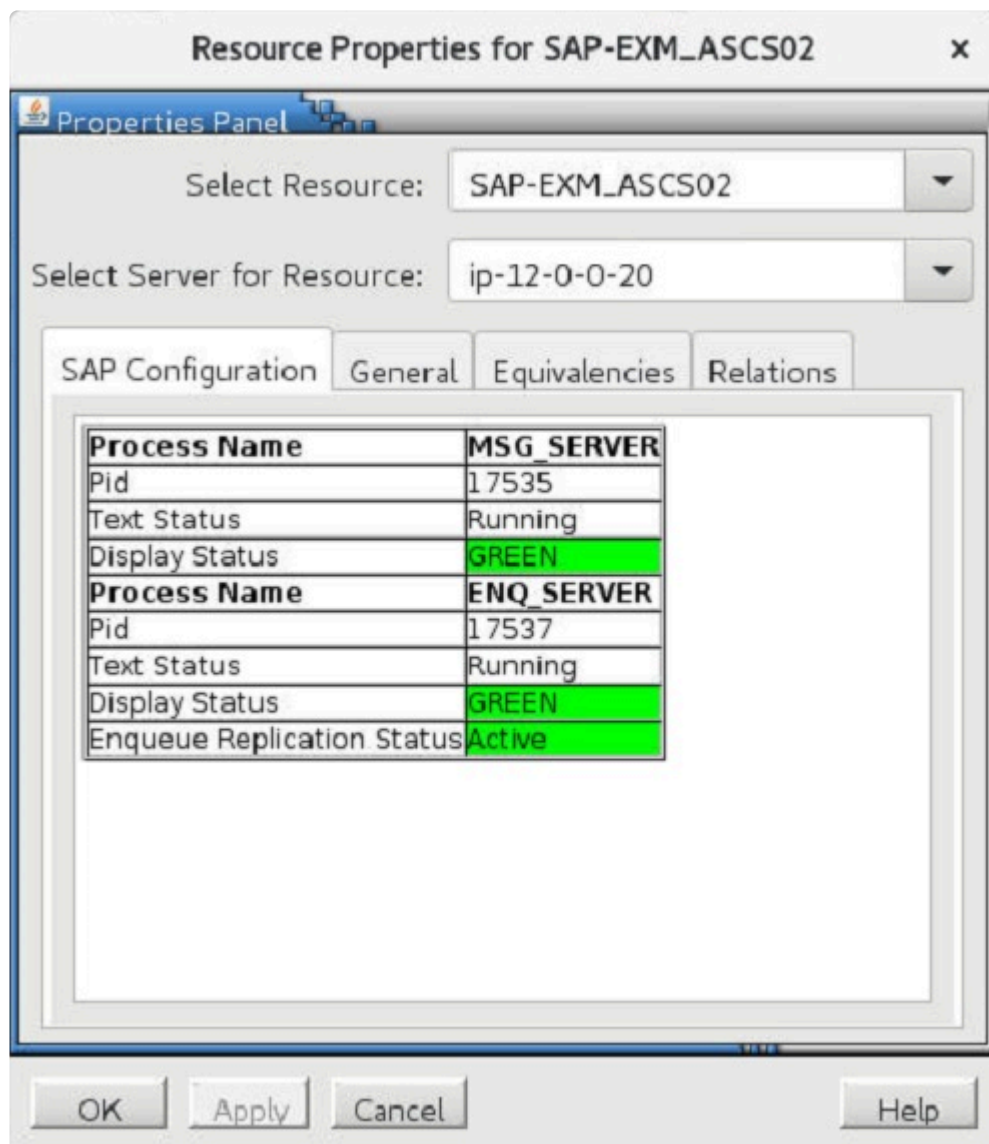 Resource Properties for SAP-EXM_ASCS02 x
Properties Panel
Select Resource: SAP-EXM_ASCS02
Select Server for Resource: ip-12-0-0-20
SAP Configuration General Equivalencies Relations
Process Name MSG_SERVER
Pid 17535
Text Status Running
Display Status GREEN
Process Name ENQ_SERVER
Pid 17537
Text Status Running
Display Status GREEN
Enqueue Replication Status Active
OK Apply Cancel Help